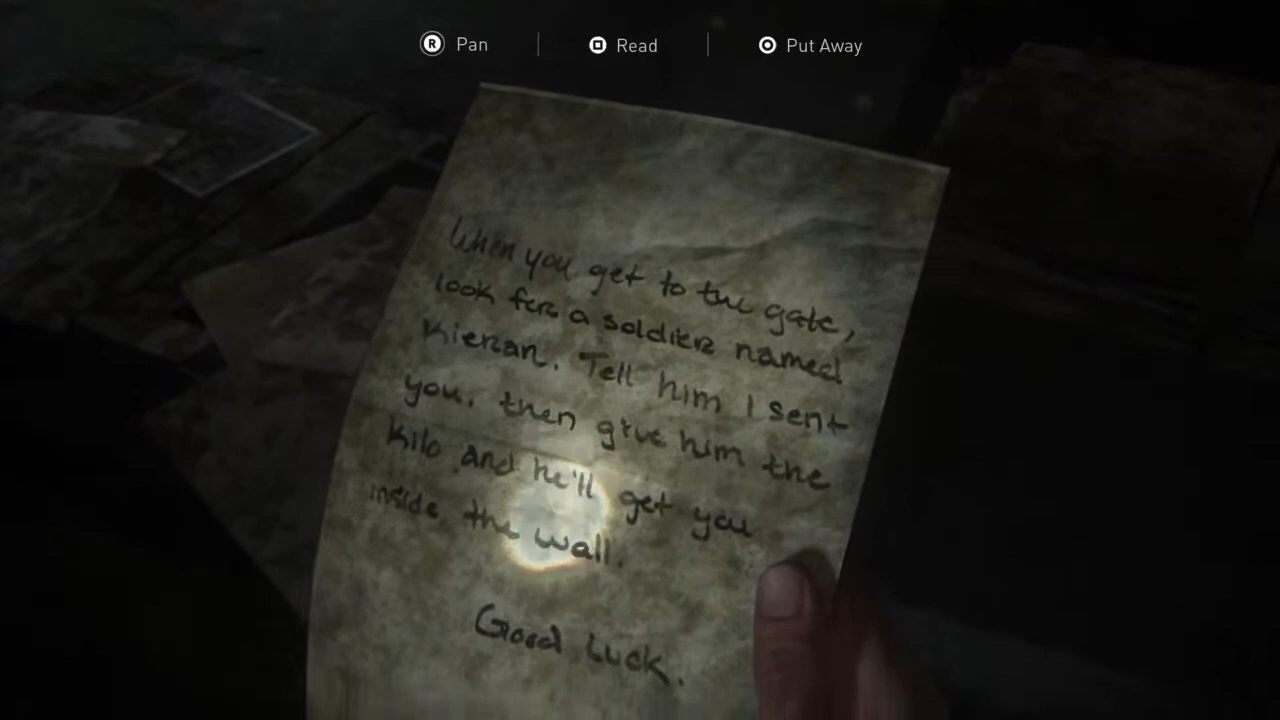 R Pan | Read | Put Away
When you get to the gate,
look for a soldier named
Kieran. Tell him I sent
you, then give him the
Kilo and he'll get you
inside the wall.
Good Luck.